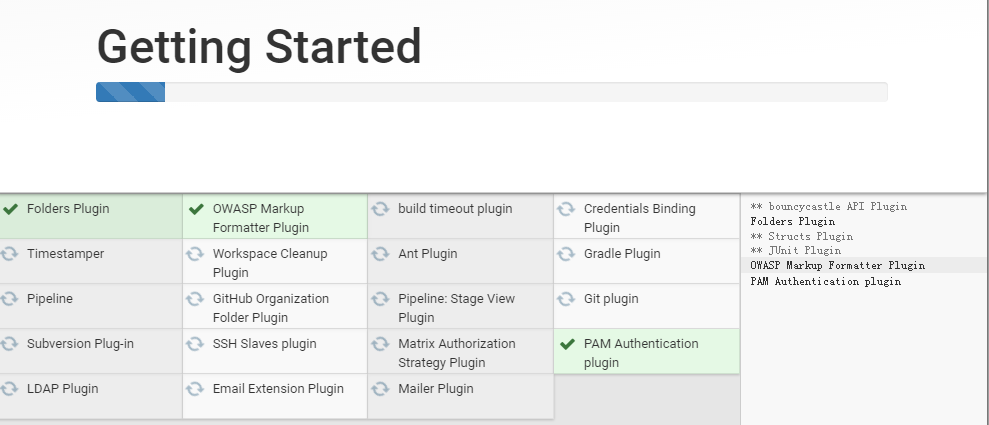 Getting Started
Folders Plugin
OWASP Markup
Formatter Plugin
build timeout plugin
Credentials Binding
Plugin
Timestamper
Workspace Cleanup
Plugin
Ant Plugin
Gradle Plugin
Pipeline
GitHub Organization
Folder Plugin
Pipeline: Stage View
Plugin
Git plugin
Subversion Plug-in
SSH Slaves plugin
Matrix Authorization
Strategy Plugin
PAM Authentication
plugin
LDAP Plugin
Email Extension Plugin
Mailer Plugin
** bouncycastle API Plugin
Folders Plugin
** Structs Plugin
** JUnit Plugin
OWASP Markup Formatter Plugin
PAM Authentication plugin